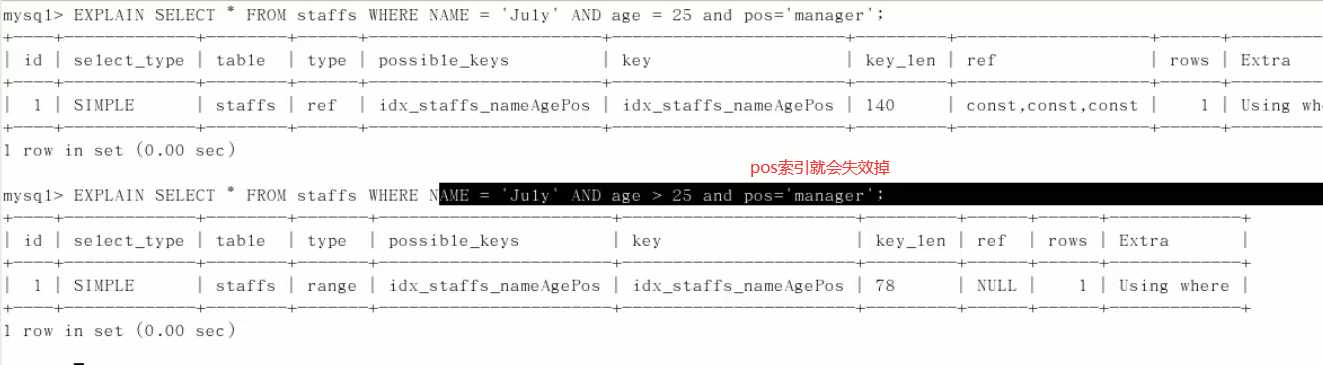 mysql> EXPLAIN SELECT * FROM staffs WHERE NAME = 'July' AND age = 25 and pos='manager';
| id | select_type | table | type | possible_keys | key | key_len | ref | rows | Extra
| 1 | SIMPLE | staffs | ref | idx_staffs_nameAgePos | idx_staffs_nameAgePos | 140 | const,const,const | 1 | Using whe
1 row in set (0.00 sec)
pos索引就会失效掉
mysql> EXPLAIN SELECT * FROM staffs WHERE NAME = 'July' AND age > 25 and pos='manager';
| id | select_type | table | type | possible_keys | key | key_len | ref | rows | Extra |
| 1 | SIMPLE | staffs | range | idx_staffs_nameAgePos | idx_staffs_nameAgePos | 78 | NULL | 1 | Using where |
1 row in set (0.00 sec)